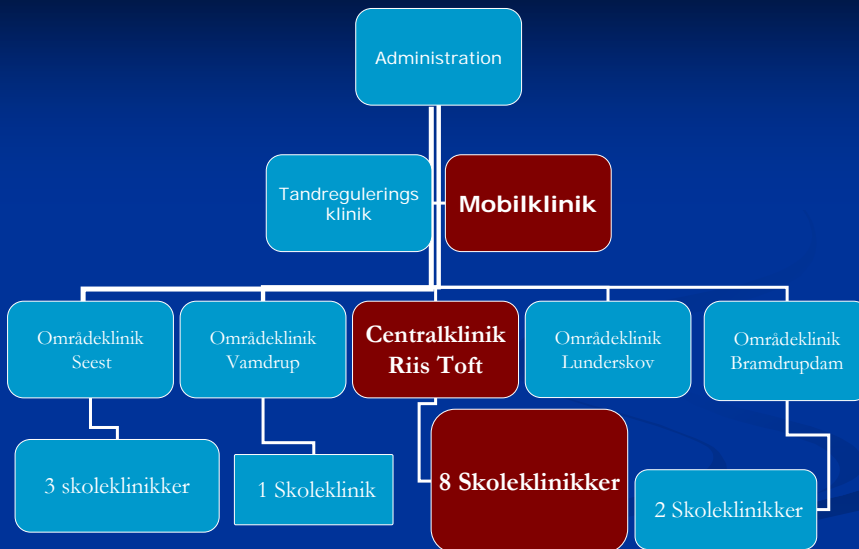 Administration
Tandregulerings
klinik
Mobilklinik
Områdeklinik
Seest
Områdeklinik
Vamdrup
Centralklinik
Riis Toft
Områdeklinik
Lunderskov
Områdeklinik
Bramdrupdam
3 skoleklinikker
1 Skoleklinik
8 Skoleklinikker
2 Skoleklinikker